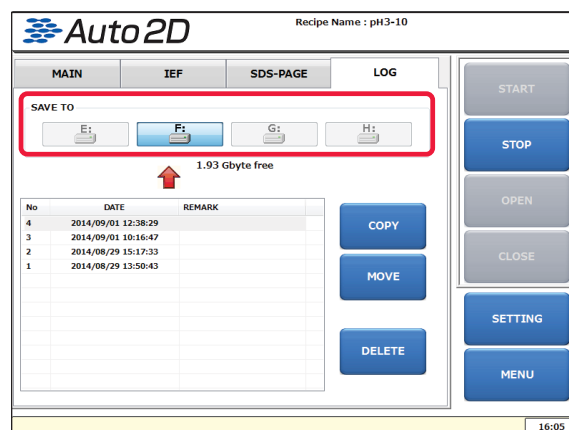 Auto2D
Recipe Name : pH3-10
MAIN IEF SDS-PAGE LOG
SAVE TO
E: F: G: H:
1.93 Gbyte free
No DATE REMARK
4 2014/09/01 12:38:29
3 2014/09/01 10:16:47
2 2014/08/29 15:17:33
1 2014/08/29 13:50:43
COPY
MOVE
DELETE
START
STOP
OPEN
CLOSE
SETTING
MENU
16:05